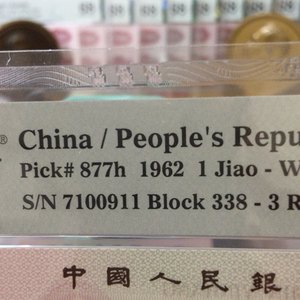 ® China / People's Repu
Pick# 877h 1962 1 Jiao - W
S/N 7100911 Block 338 - 3 R
中國人民銀